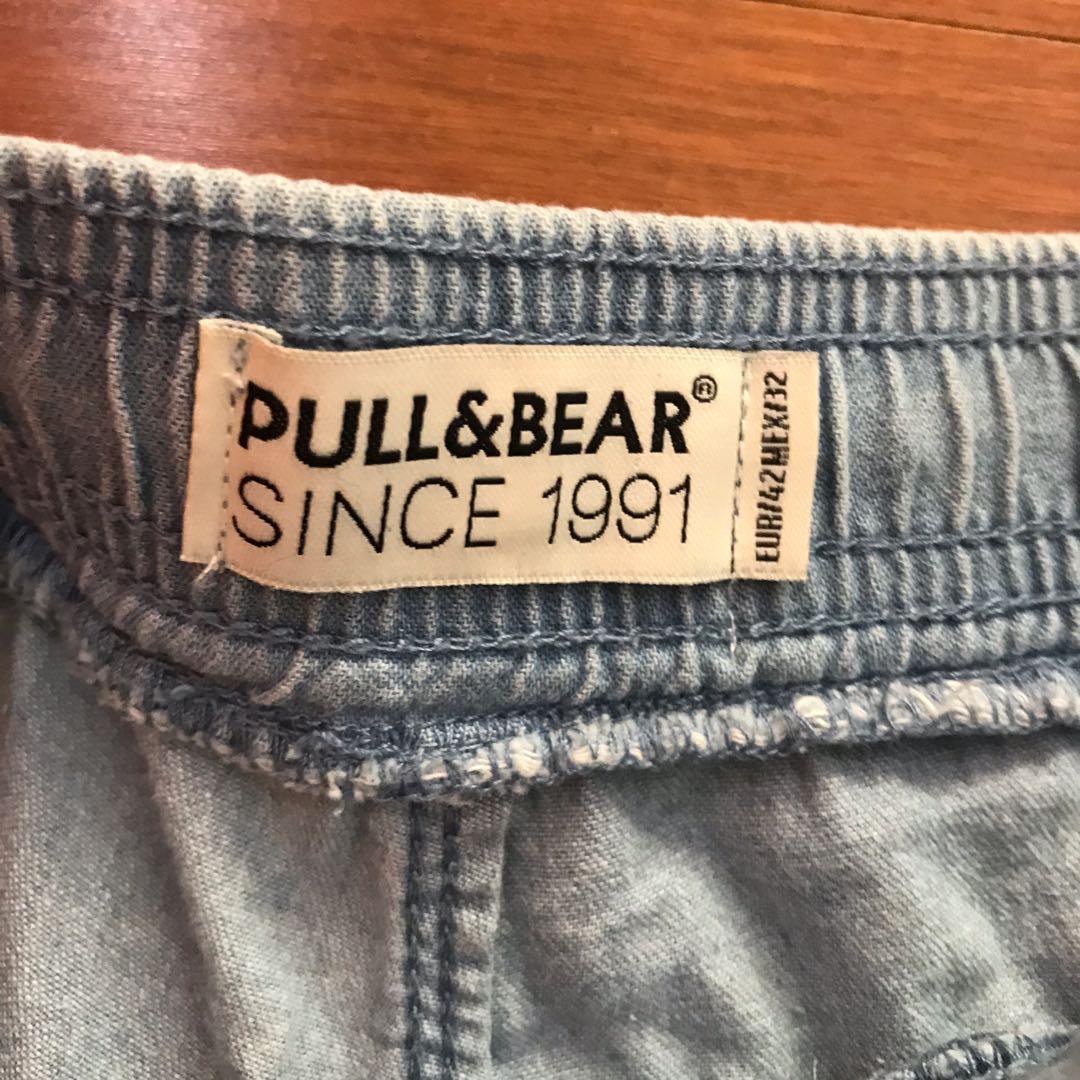 PULL&BEAR®
SINCE 1991
EUR/42 MEX/32